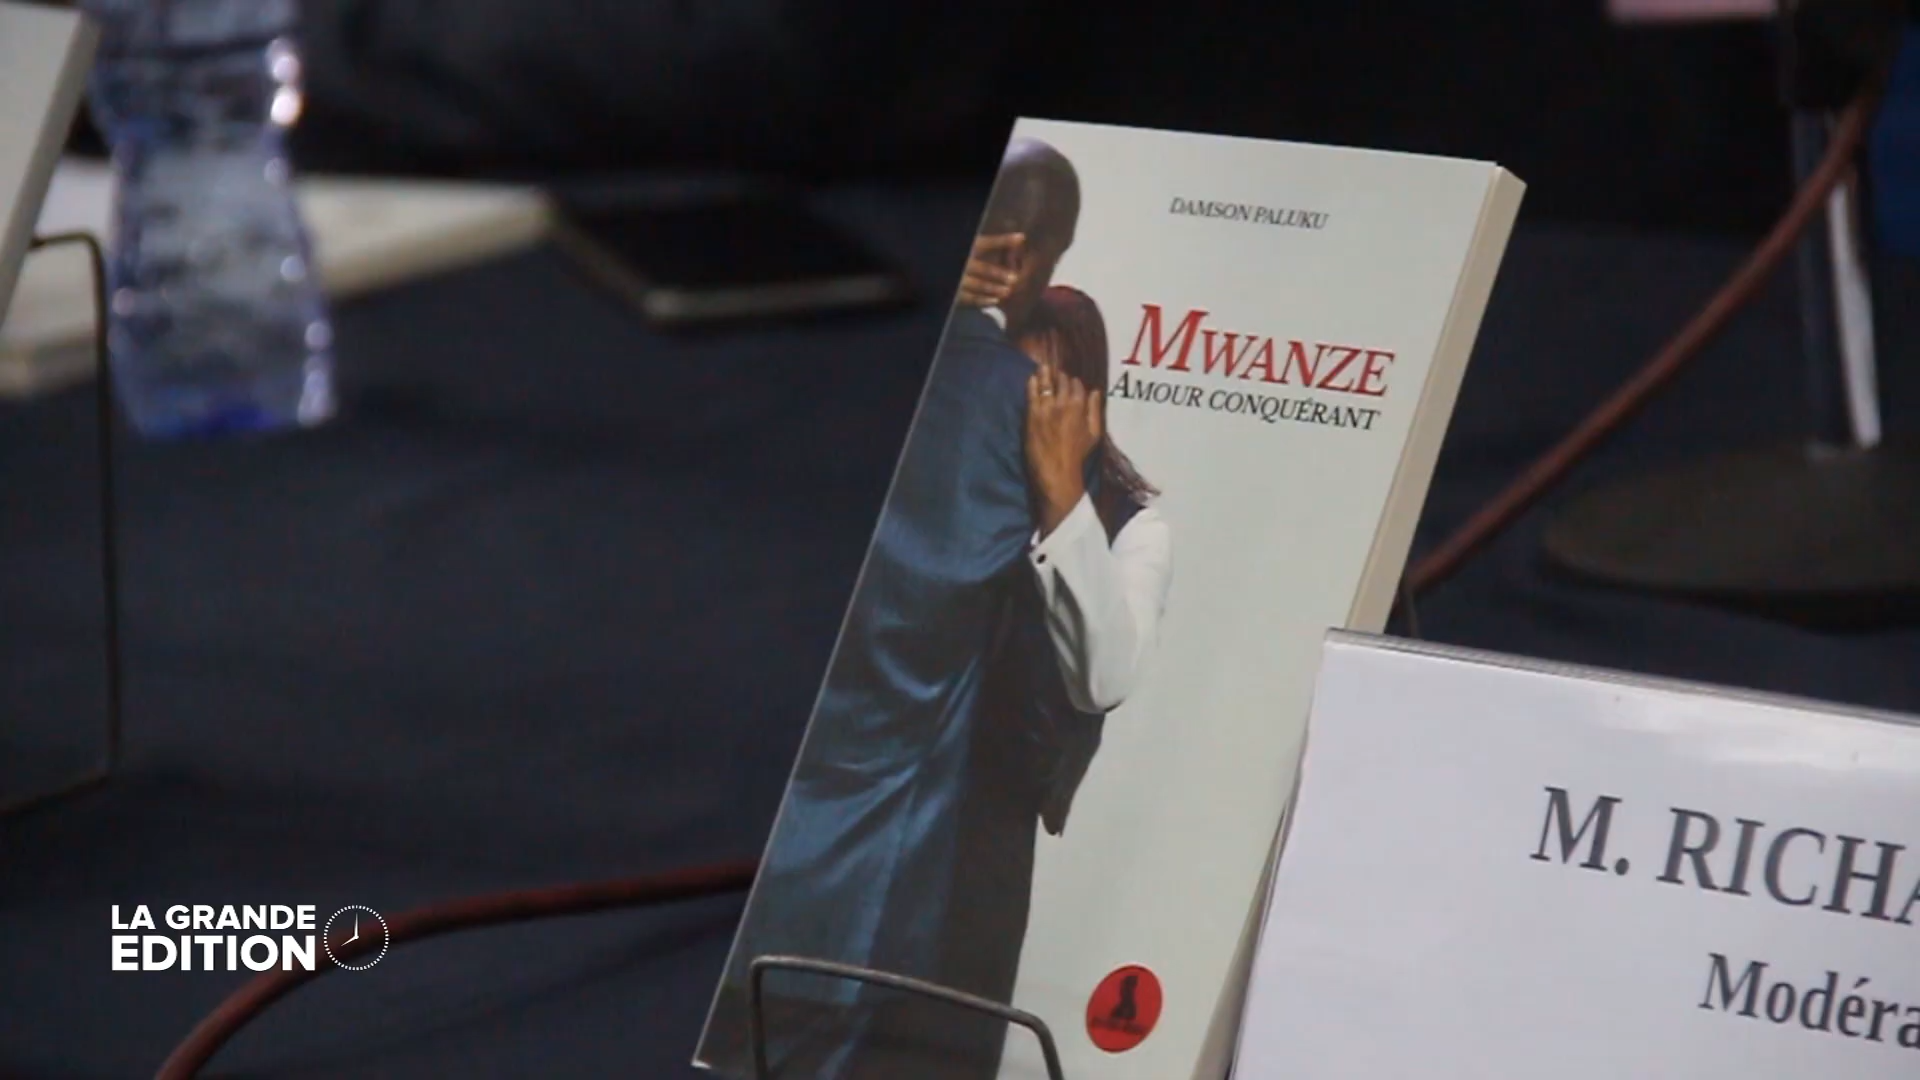 DAMSON PALUKU
MWANZE
AMOUR CONQUÉRANT
M. RICHA
Modéra
LA GRANDE
EDITION